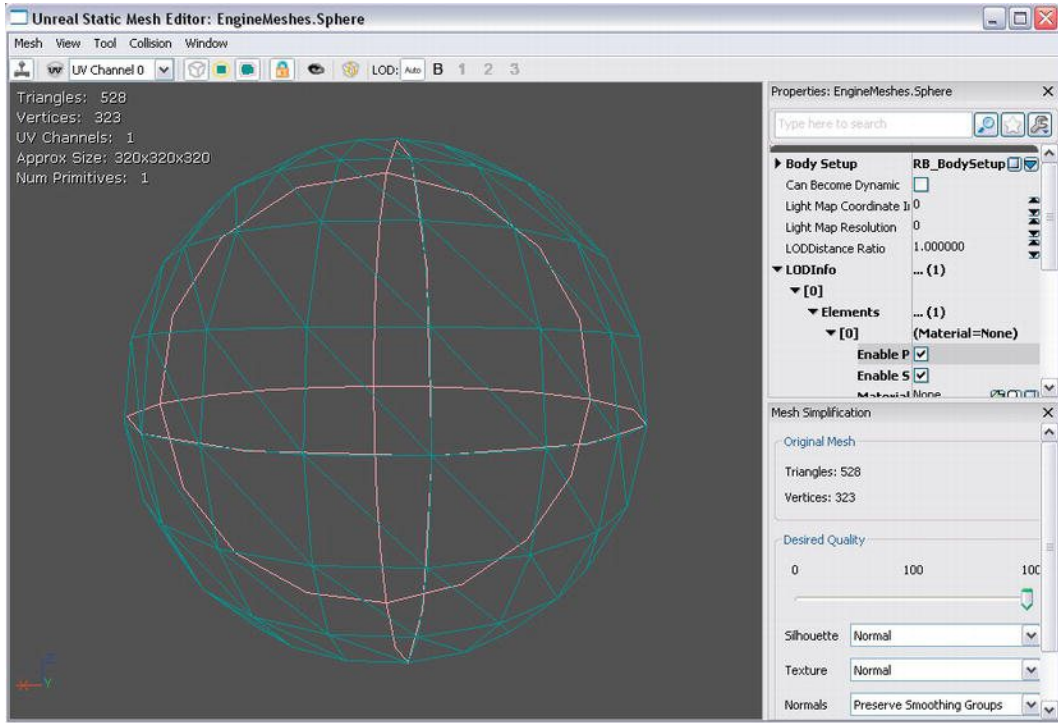 Unreal Static Mesh Editor: EngineMeshes.Sphere
Mesh View Tool Collision Window
UV UV Channel 0 LOD: Auto B 1 2 3
Triangles: 528
Vertices: 323
UV Channels: 1
Approx Size: 320x320x320
Num Primitives: 1
Z
X Y
Properties: EngineMeshes.Sphere
Type here to search
Body Setup RB_BodySetup
Can Become Dynamic
Light Map Coordinate I 0
Light Map Resolution 0
LODDistance Ratio 1.000000
LODInfo ... (1)
[0]
Elements ... (1)
[0] (Material=None)
Enable P
Enable S
Material None
Mesh Simplification
Original Mesh
Triangles: 528
Vertices: 323
Desired Quality
0 100 100
Silhouette Normal
Texture Normal
Normals Preserve Smoothing Groups